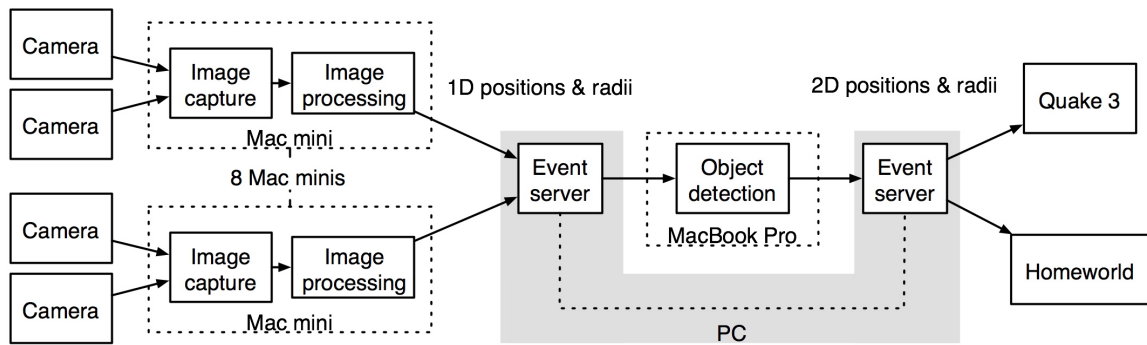 Camera
Camera
Image
capture
Image
processing
Mac mini
8 Mac minis
Camera
Camera
Image
capture
Image
processing
Mac mini
1D positions & radii
Event
server
Object
detection
MacBook Pro
2D positions & radii
Event
server
PC
Quake 3
Homeworld